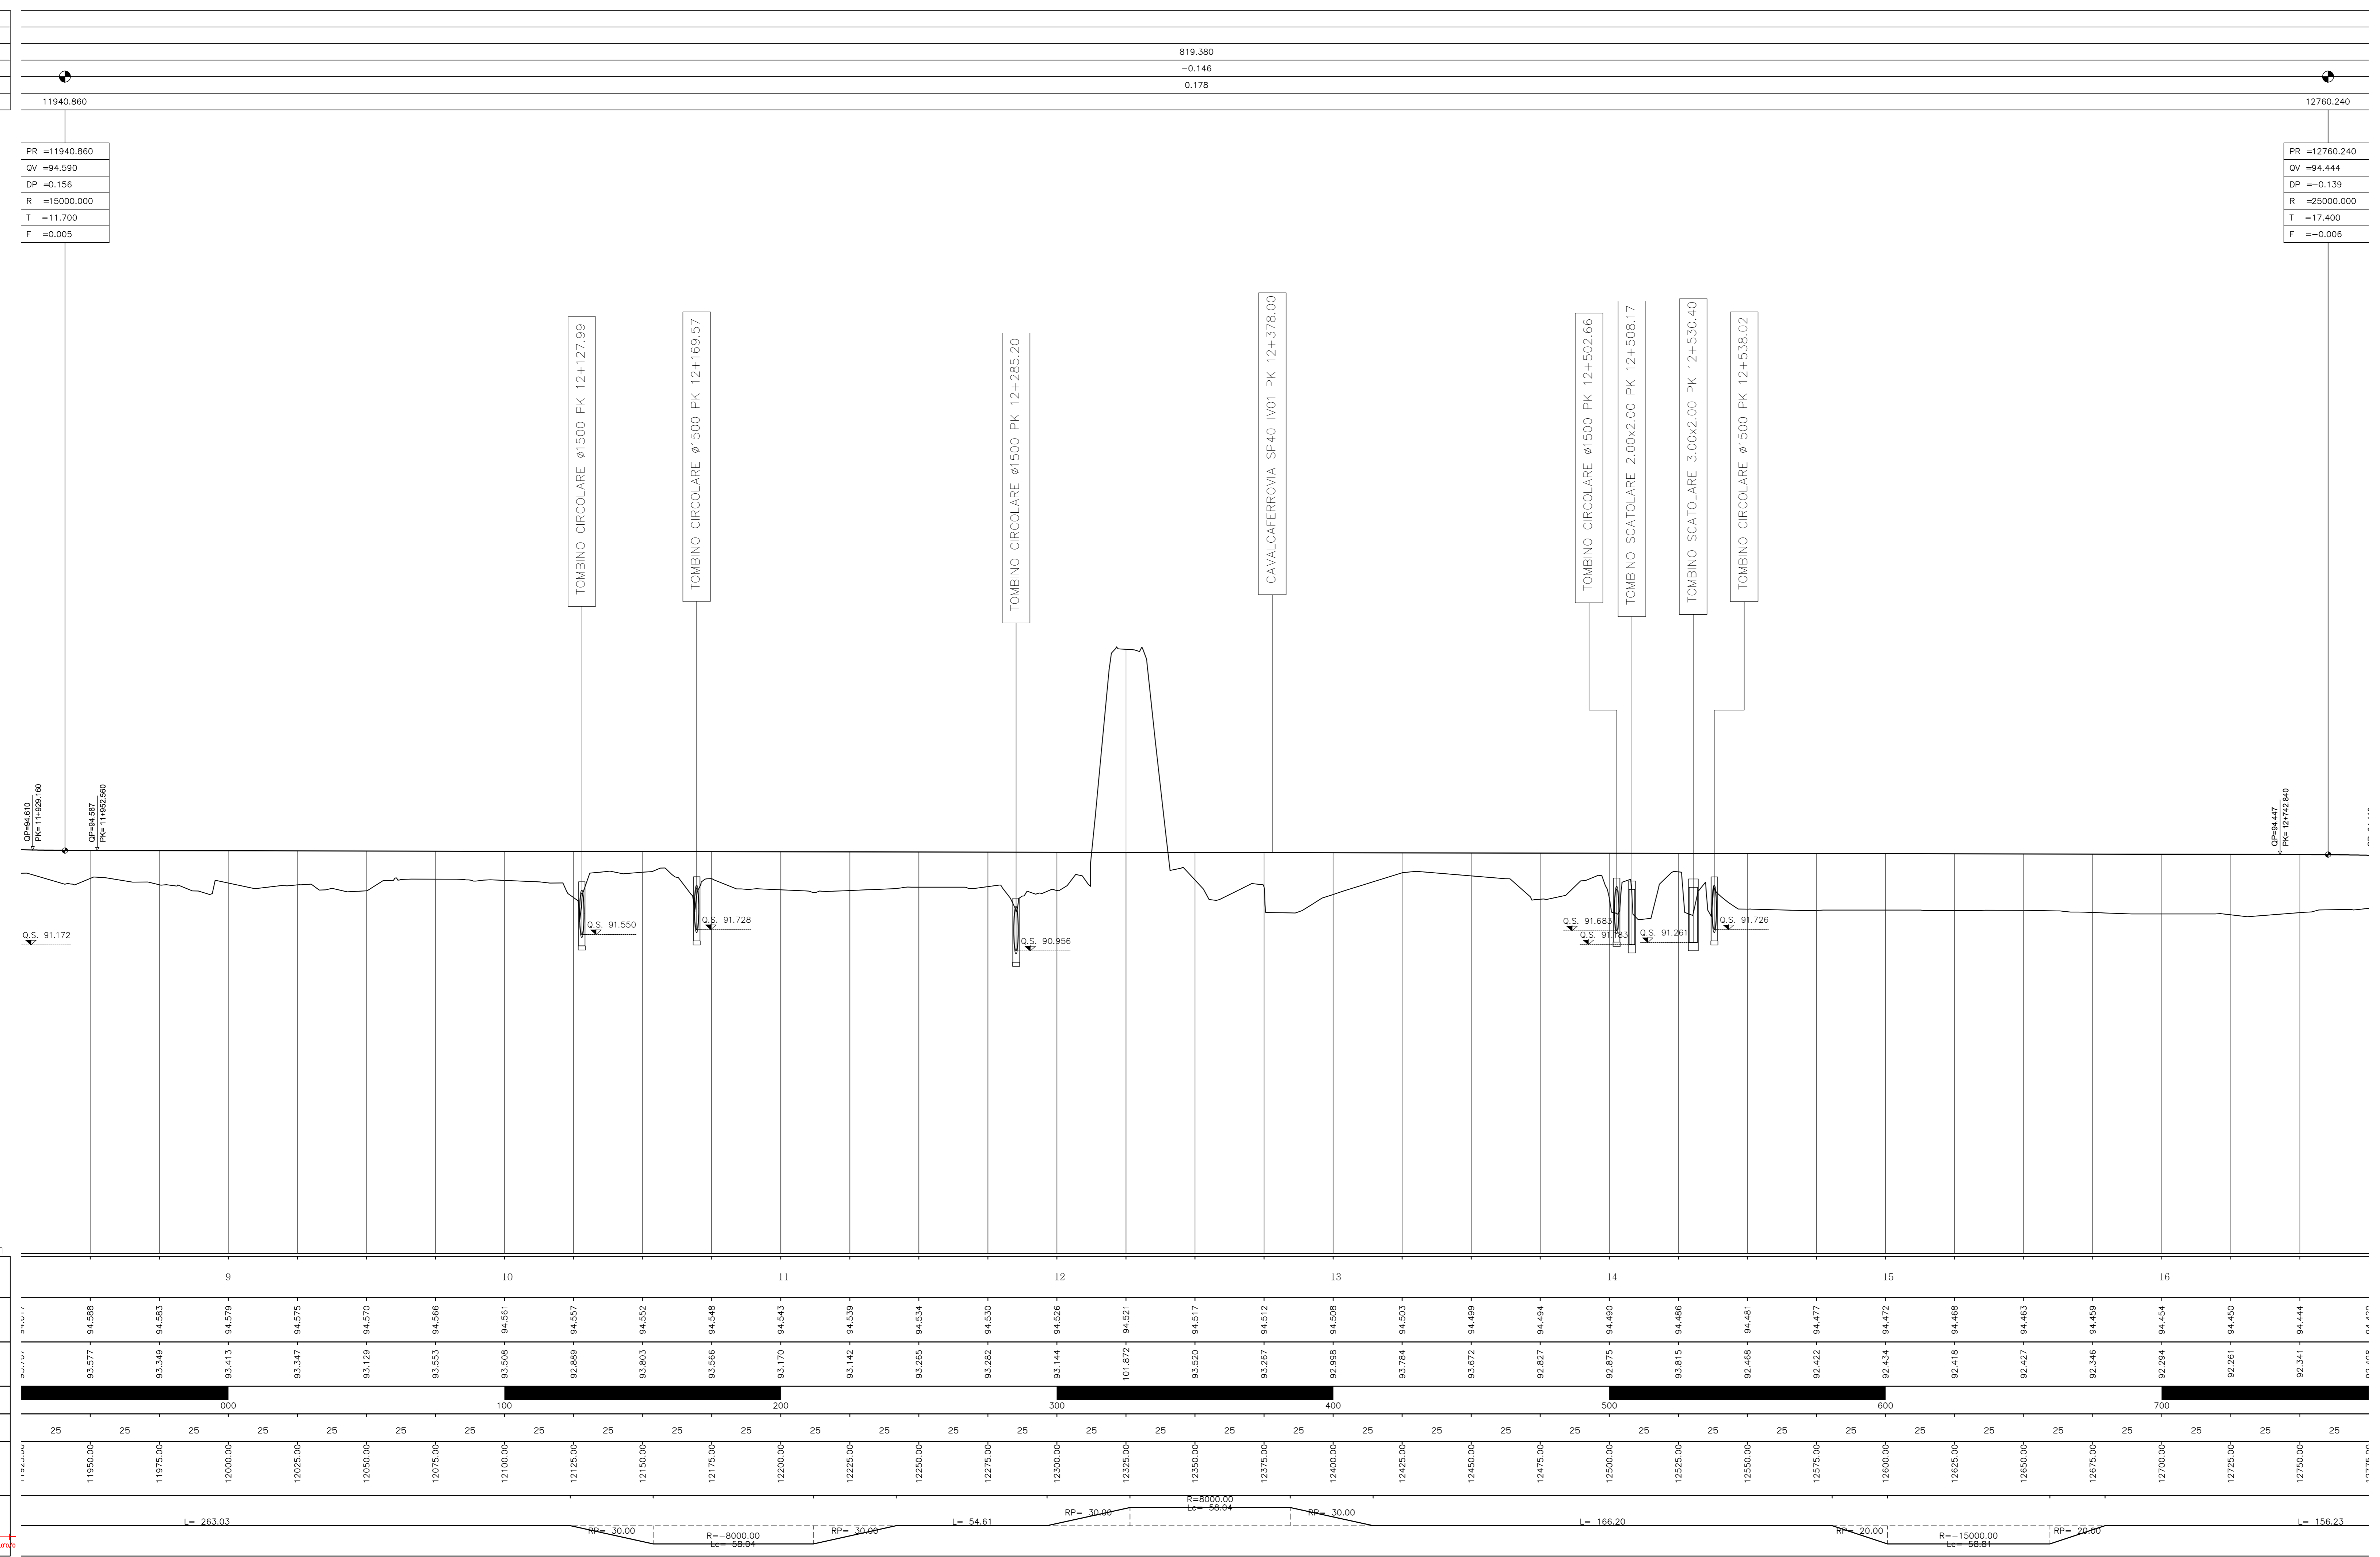 819.380
-0.146
0.178
11940.860 12760.240
PR =11940.860
QV =94.590
DP =0.156
R =15000.000
T =11.700
F =0.005
PR =12760.240
QV =94.444
DP =-0.139
R =25000.000
T =17.400
F =-0.006
TOMBINO CIRCOLARE ø1500 PK 12+127.99
TOMBINO CIRCOLARE ø1500 PK 12+169.57
TOMBINO CIRCOLARE ø1500 PK 12+285.20
CAVALCAFERROVIA SP40 IV01 PK 12+378.00
TOMBINO CIRCOLARE ø1500 PK 12+502.66
TOMBINO SCATOLARE 2.00x2.00 PK 12+508.17
TOMBINO SCATOLARE 3.00x2.00 PK 12+530.40
TOMBINO CIRCOLARE ø1500 PK 12+538.02
QP=94.610
PK= 11+929.160
QP=94.587
PK= 11+952.560
QP=94.447
PK= 12+742.840
Q.S. 91.172
Q.S. 91.550
Q.S. 91.728
Q.S. 90.956
Q.S. 91.683
Q.S. 91.183
Q.S. 91.261
Q.S. 91.726
9 10 11 12 13 14 15 16
94.588 94.583 94.579 94.575 94.570 94.566 94.561 94.557 94.552 94.548 94.543 94.539 94.534 94.530 94.526 94.521 94.517 94.512 94.508 94.503 94.499 94.494 94.490 94.486 94.481 94.477 94.472 94.468 94.463 94.459 94.454 94.450 94.444
93.577 93.349 93.413 93.347 93.129 93.553 93.508 92.889 93.803 93.566 93.170 93.142 93.265 93.282 93.144 101.872 93.520 93.267 92.998 93.784 93.672 92.827 92.875 93.815 92.468 92.422 92.434 92.418 92.427 92.346 92.294 92.261 92.341
000 100 200 300 400 500 600 700
25 25 25 25 25 25 25 25 25 25 25 25 25 25 25 25 25 25 25 25 25 25 25 25 25 25 25 25 25 25 25 25 25 25
11950.00 11975.00 12000.00 12025.00 12050.00 12075.00 12100.00 12125.00 12150.00 12175.00 12200.00 12225.00 12250.00 12275.00 12300.00 12325.00 12350.00 12375.00 12400.00 12425.00 12450.00 12475.00 12500.00 12525.00 12550.00 12575.00 12600.00 12625.00 12650.00 12675.00 12700.00 12725.00 12750.00
L= 263.03
RP= 30.00
R=-8000.00
Lc= 58.04
RP= 30.00
L= 54.61
RP= 30.00
R=8000.00
Lc= 58.04
RP= 30.00
L= 166.20
RP= 20.00
R=-15000.00
Lc= 58.81
RP= 20.00
L= 156.23